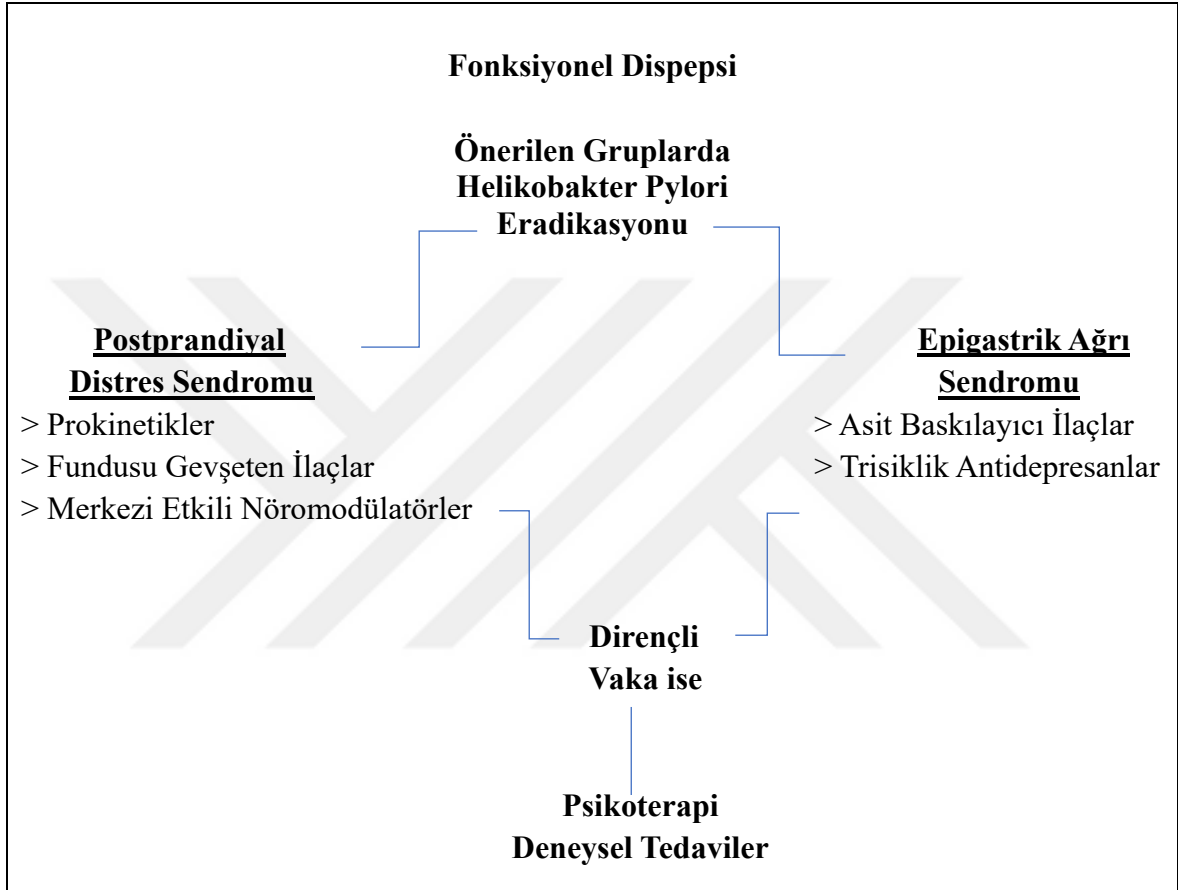 Fonksiyonel Dispepsi
Önerilen Gruplarda
Helikobakter Pylori
Eradikasyonu
Postprandiyal
Distres Sendromu
> Prokinetikler
> Fundusu Gevşeten İlaçlar
> Merkezi Etkili Nöromodülatörler
Epigastrik Ağrı
Sendromu
> Asit Baskılayıcı İlaçlar
> Trisiklik Antidepresanlar
Dirençli
Vaka ise
Psikoterapi
Deneysel Tedaviler